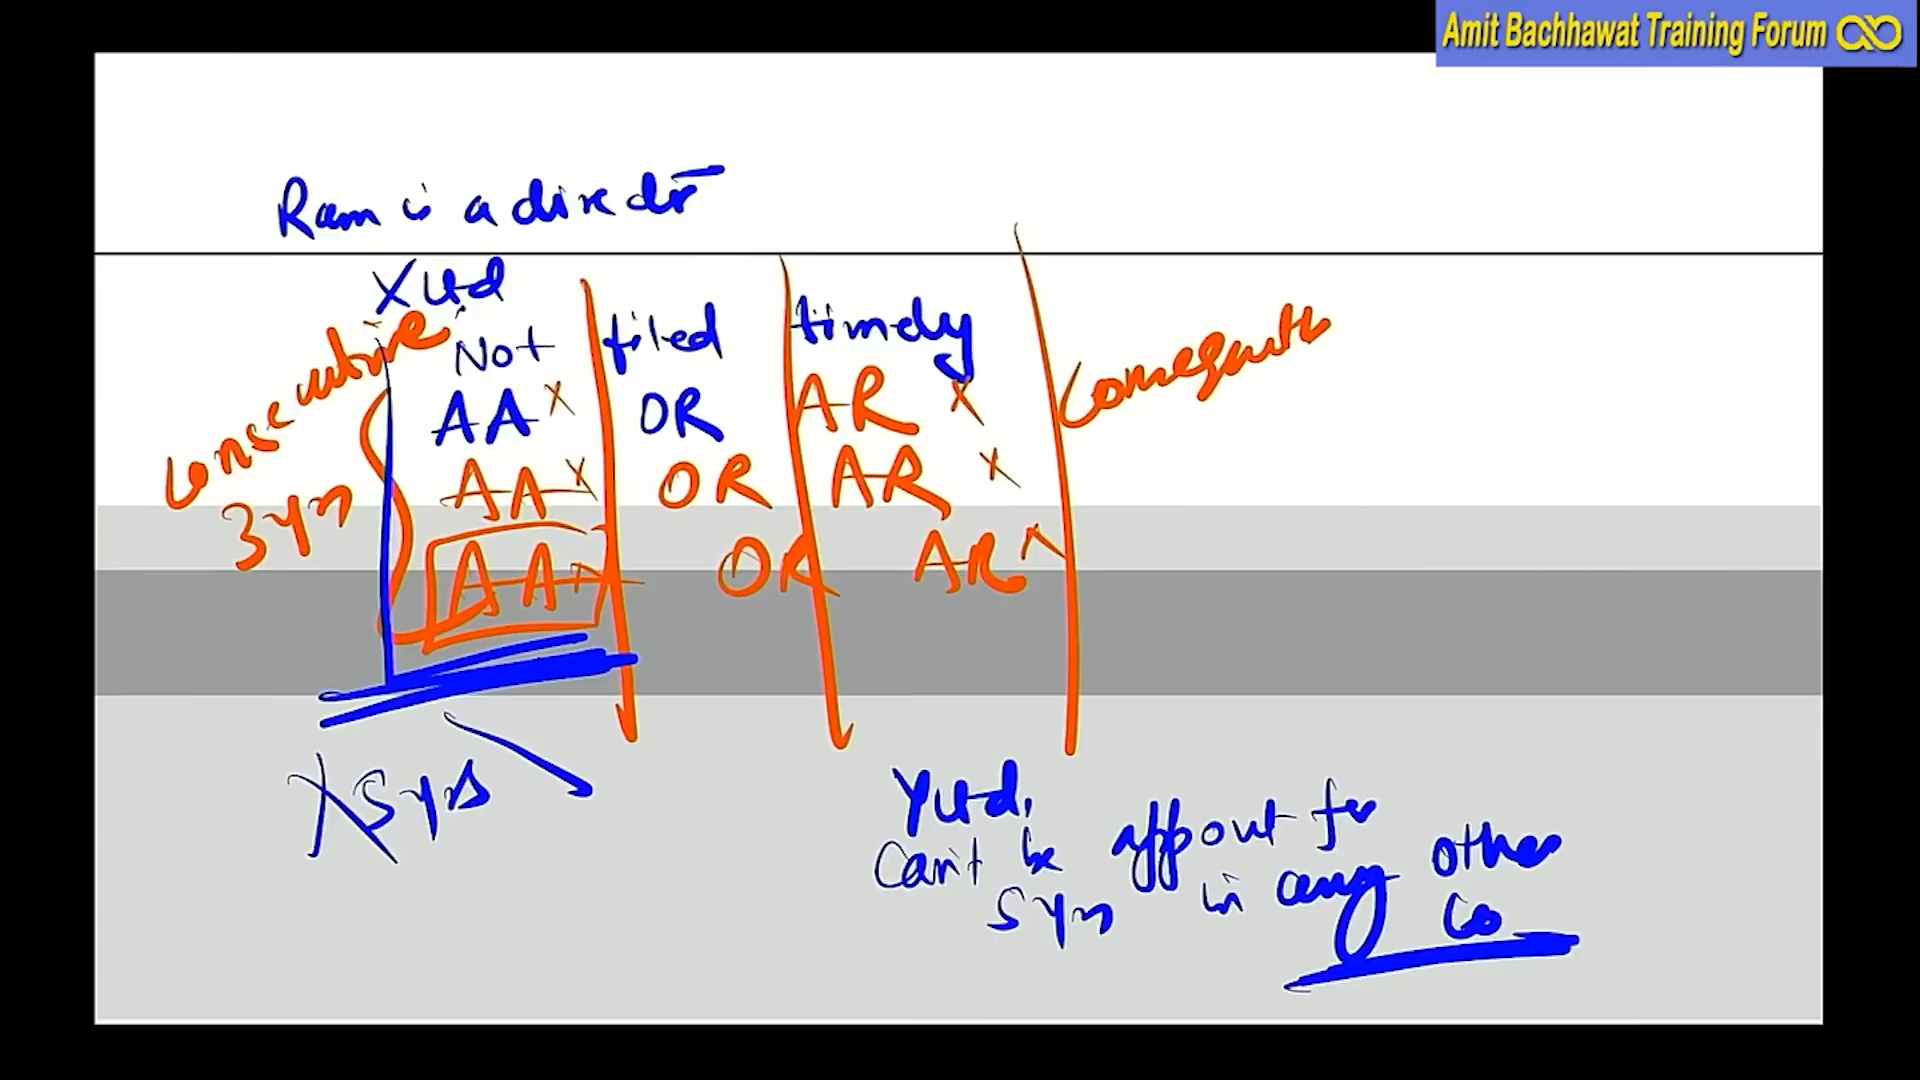 Amit Bachhawat Training Forum
Ram is a director
X Ltd
Not filed timely
consecutive
3 yrs
AA X OR AR X
AA X OR AR X
AA X OR AR X
X 5 yrs
Y Ltd.
Can't be appoint for
5 yrs in any other
Co